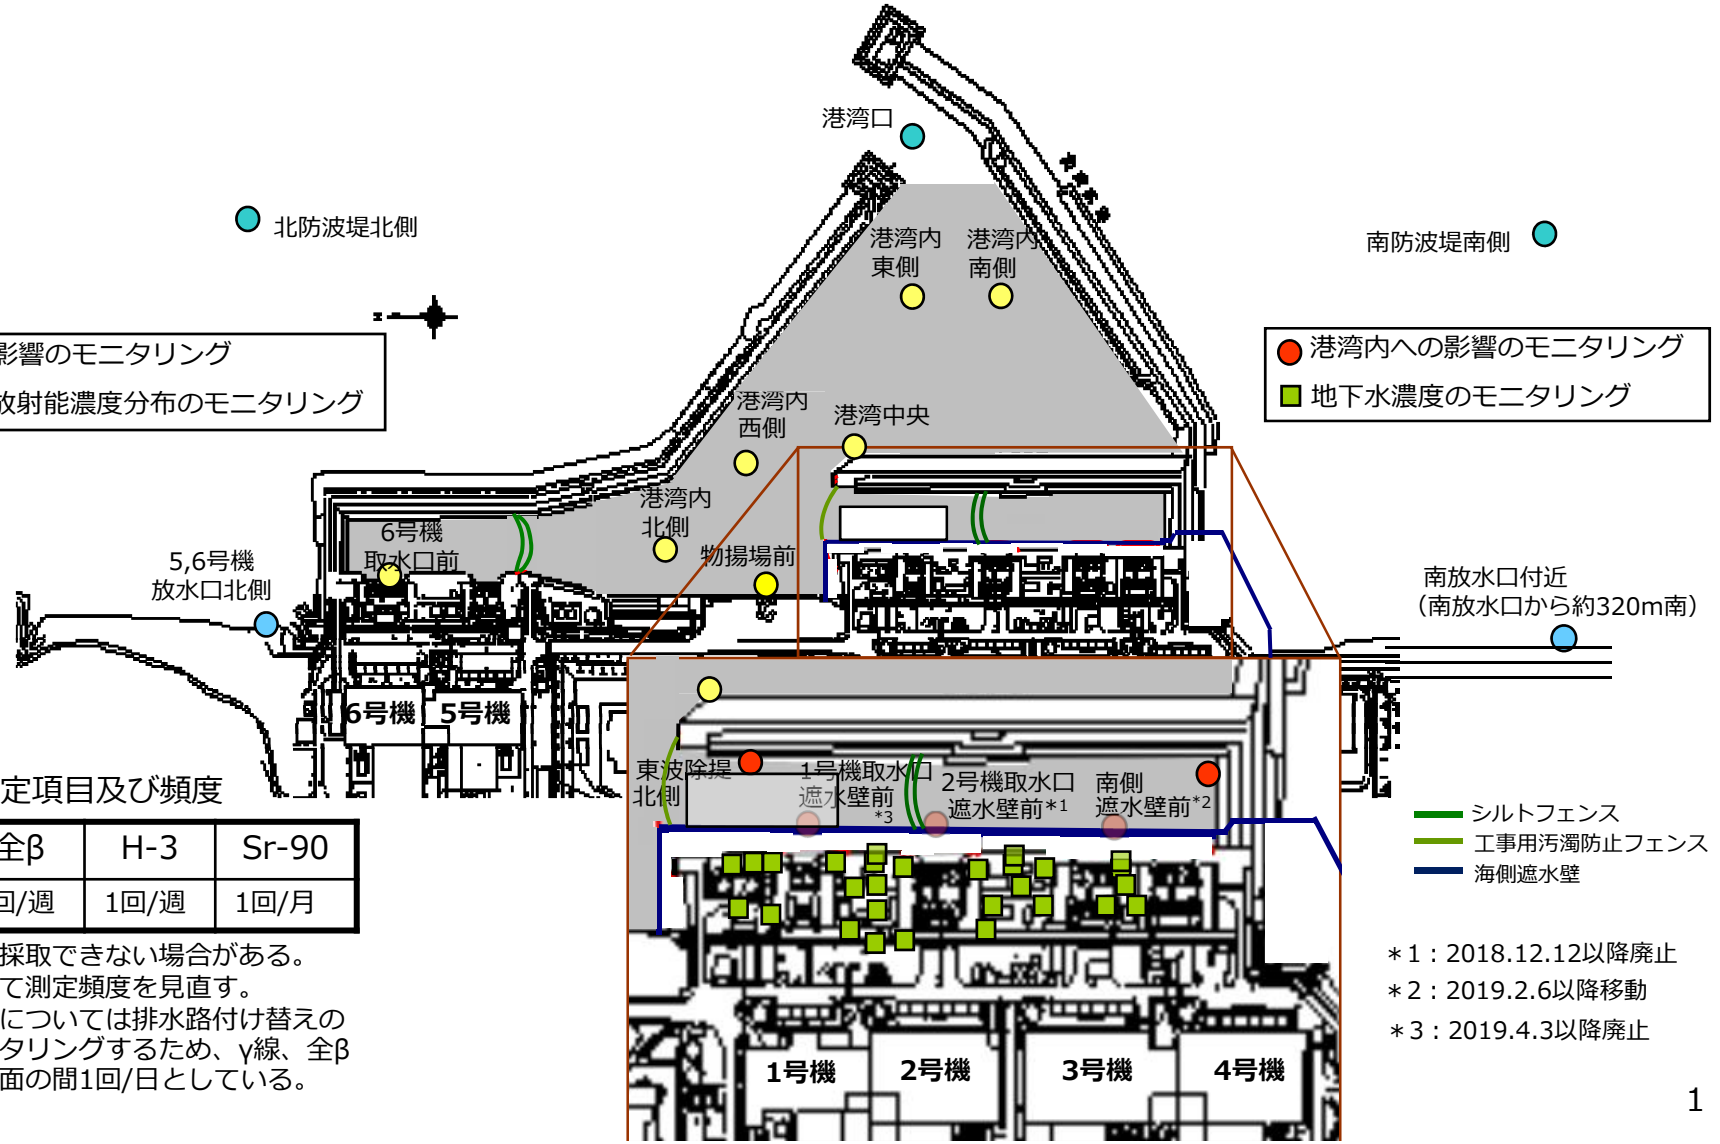 港湾口
北防波堤北側
南防波堤南側
港湾内
東側
港湾内
南側
影響のモニタリング
放射能濃度分布のモニタリング
港湾内への影響のモニタリング
地下水濃度のモニタリング
港湾内
西側
港湾中央
港湾内
北側
6号機
取水口前
物揚場前
5,6号機
放水口北側
南放水口付近
（南放水口から約320m南）
6号機
5号機
東波除堤
北側
1号機取水口
遮水壁前
*3
2号機取水口
遮水壁前*1
南側
遮水壁前*2
定項目及び頻度
全β
H-3
Sr-90
回/週
1回/週
1回/月
採取できない場合がある。
て測定頻度を見直す。
については排水路付け替えの
タリングするため、γ線、全β
面の間1回/日としている。
シルトフェンス
工事用汚濁防止フェンス
海側遮水壁
＊1：2018.12.12以降廃止
＊2：2019.2.6以降移動
＊3：2019.4.3以降廃止
1号機
2号機
3号機
4号機
1